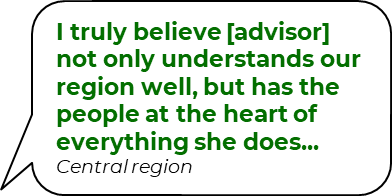 I truly believe [advisor]
not only understands our
region well, but has the
people at the heart of
everything she does...
Central region